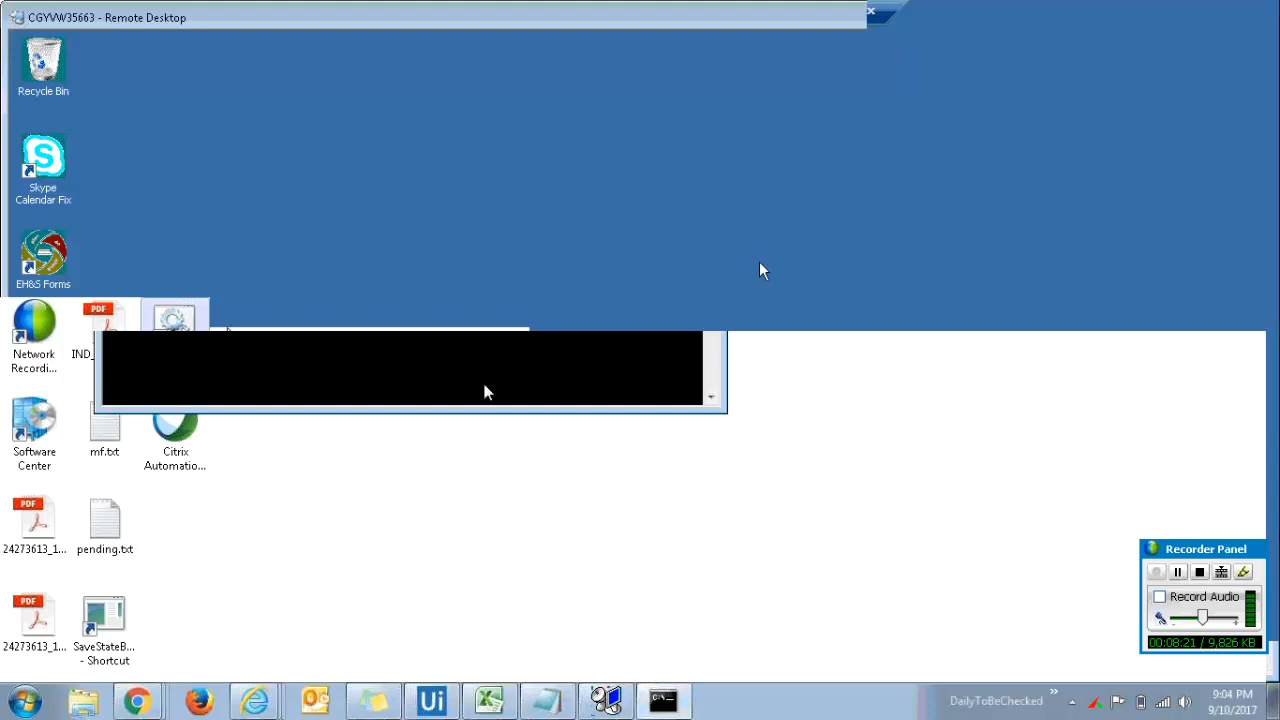 CGYVW35663 - Remote Desktop
Recycle Bin
Skype
Calendar Fix
EH&S Forms
PDF
Network
Recordi...
IND_
Software
Center
mf.txt
Citrix
Automatio...
PDF
24273613_1...
pending.txt
PDF
24273613_1...
SaveStateB...
- Shortcut
Recorder Panel
Record Audio
- +
00:08:21 / 9,826 KB
Ui
C:\_
DailyToBeChecked
9:04 PM
9/10/2017